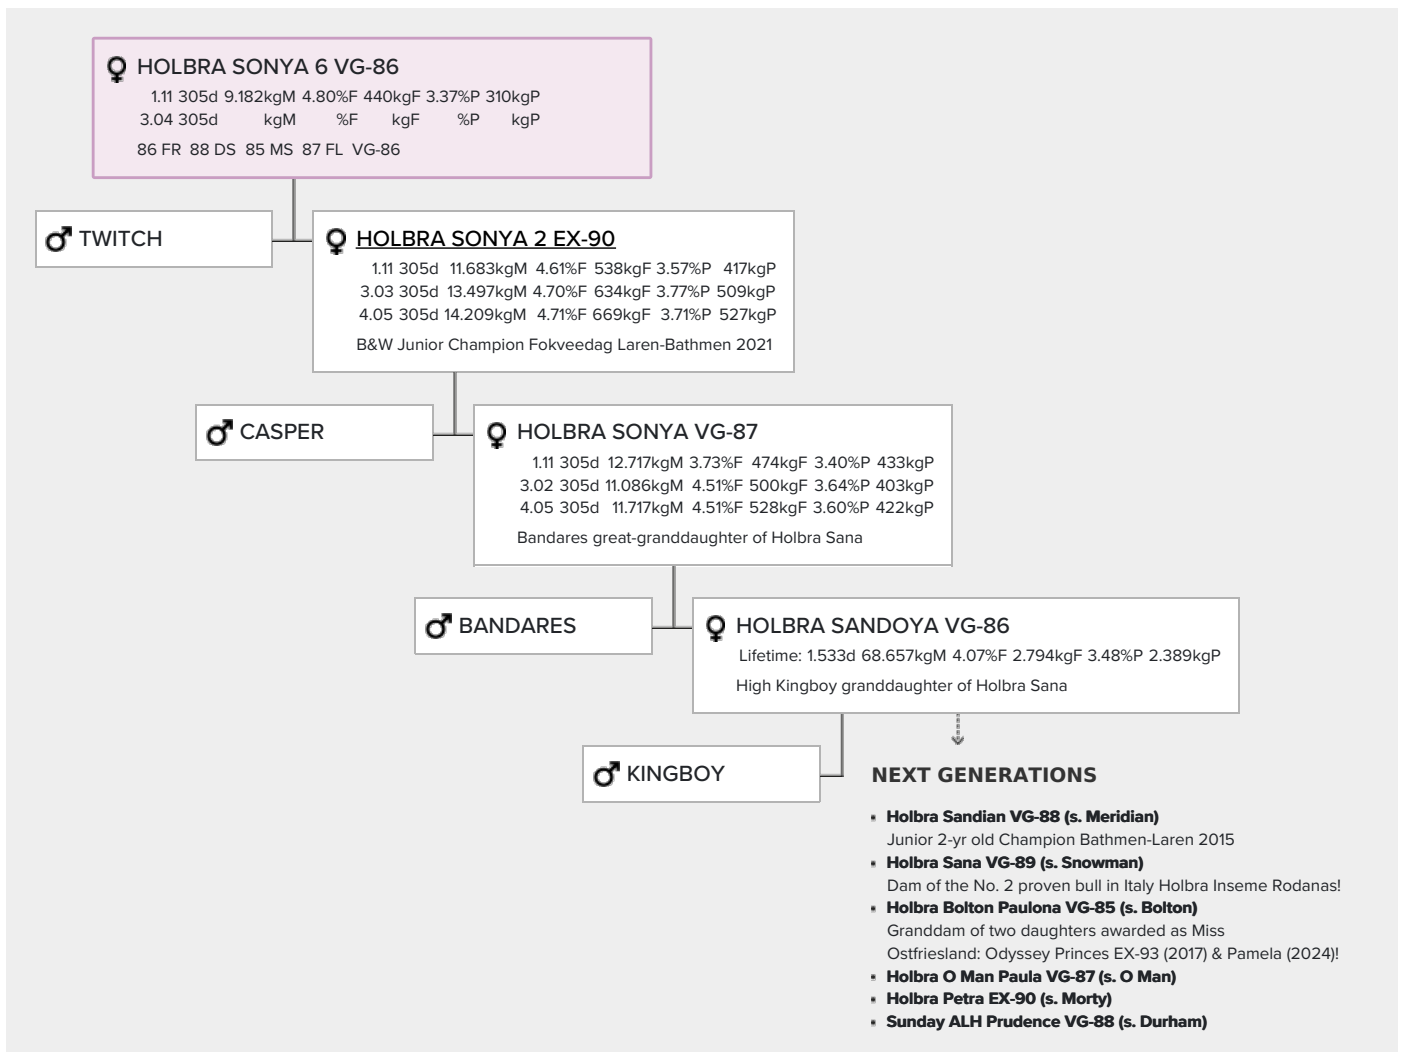 HOLBRA SONYA 6 VG-86
1.11 305d 9.182kgM 4.80%F 440kgF 3.37%P 310kgP
3.04 305d kgM %F kgF %P kgP
86 FR 88 DS 85 MS 87 FL VG-86
TWITCH
HOLBRA SONYA 2 EX-90
1.11 305d 11.683kgM 4.61%F 538kgF 3.57%P 417kgP
3.03 305d 13.497kgM 4.70%F 634kgF 3.77%P 509kgP
4.05 305d 14.209kgM 4.71%F 669kgF 3.71%P 527kgP
B&W Junior Champion Fokveedag Laren-Bathmen 2021
CASPER
HOLBRA SONYA VG-87
1.11 305d 12.717kgM 3.73%F 474kgF 3.40%P 433kgP
3.02 305d 11.086kgM 4.51%F 500kgF 3.64%P 403kgP
4.05 305d 11.717kgM 4.51%F 528kgF 3.60%P 422kgP
Bandares great-granddaughter of Holbra Sana
BANDARES
HOLBRA SANDOYA VG-86
Lifetime: 1.533d 68.657kgM 4.07%F 2.794kgF 3.48%P 2.389kgP
High Kingboy granddaughter of Holbra Sana
KINGBOY
NEXT GENERATIONS
Holbra Sandian VG-88 (s. Meridian)
Junior 2-yr old Champion Bathmen-Laren 2015
Holbra Sana VG-89 (s. Snowman)
Dam of the No. 2 proven bull in Italy Holbra Inseme Rodanas!
Holbra Bolton Paulona VG-85 (s. Bolton)
Granddam of two daughters awarded as Miss
Ostfriesland: Odyssey Princes EX-93 (2017) & Pamela (2024)!
Holbra O Man Paula VG-87 (s. O Man)
Holbra Petra EX-90 (s. Morty)
Sunday ALH Prudence VG-88 (s. Durham)